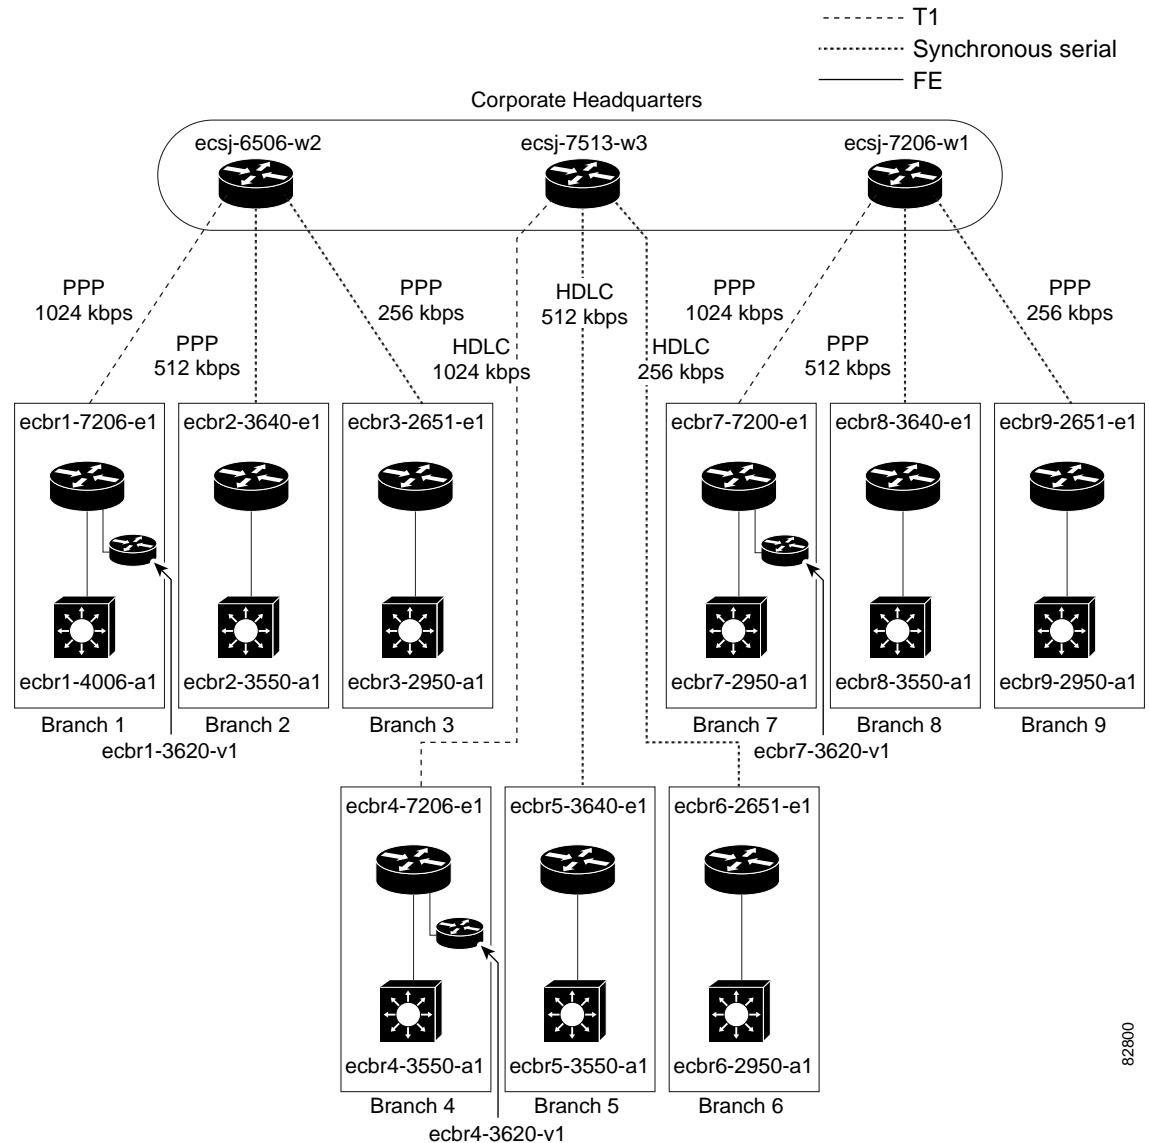 T1
Synchronous serial
FE
Corporate Headquarters
ecsj-6506-w2
ecsj-7513-w3
ecsj-7206-w1
PPP
1024 kbps
PPP
512 kbps
PPP
256 kbps
HDLC
1024 kbps
HDLC
512 kbps
HDLC
256 kbps
PPP
1024 kbps
PPP
512 kbps
PPP
256 kbps
ecbr1-7206-e1
ecbr2-3640-e1
ecbr3-2651-e1
ecbr7-7200-e1
ecbr8-3640-e1
ecbr9-2651-e1
ecbr1-4006-a1
ecbr2-3550-a1
ecbr3-2950-a1
ecbr7-2950-a1
ecbr8-3550-a1
ecbr9-2950-a1
Branch 1
Branch 2
Branch 3
Branch 7
Branch 8
Branch 9
ecbr1-3620-v1
ecbr7-3620-v1
ecbr4-7206-e1
ecbr5-3640-e1
ecbr6-2651-e1
ecbr4-3550-a1
ecbr5-3550-a1
ecbr6-2950-a1
Branch 4
Branch 5
Branch 6
ecbr4-3620-v1
82800